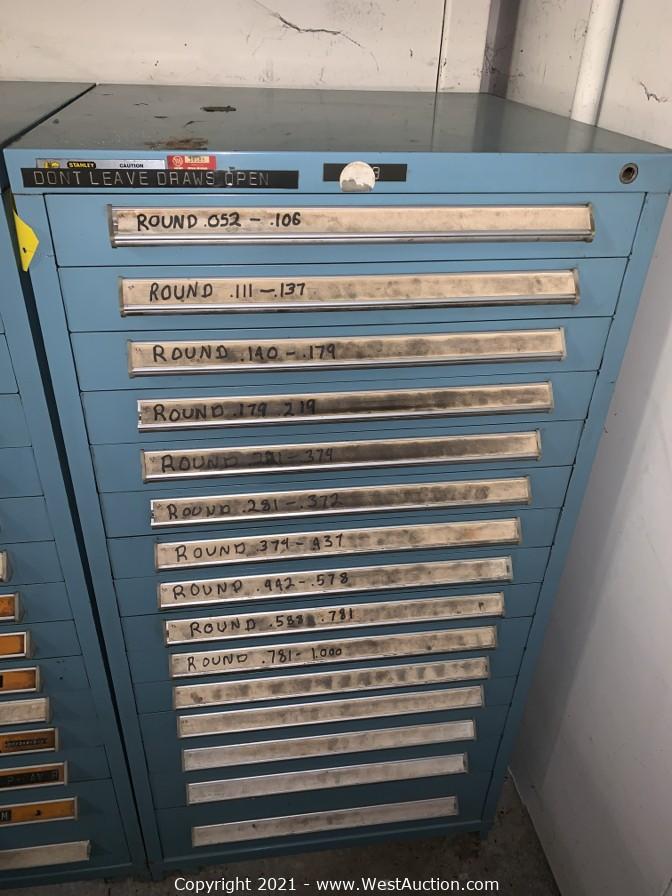 STANLEY
CAUTION
DONT LEAVE DRAWS OPEN
ROUND .052 - .106
ROUND .111 - .137
ROUND .140 - .179
ROUND .179 .219
ROUND - 374
ROUND .281 - .372
ROUND .374 - .437
ROUND .442 - .578
ROUND .588 .781
ROUND .781 - 1.000
Copyright 2021 - www.WestAuction.com